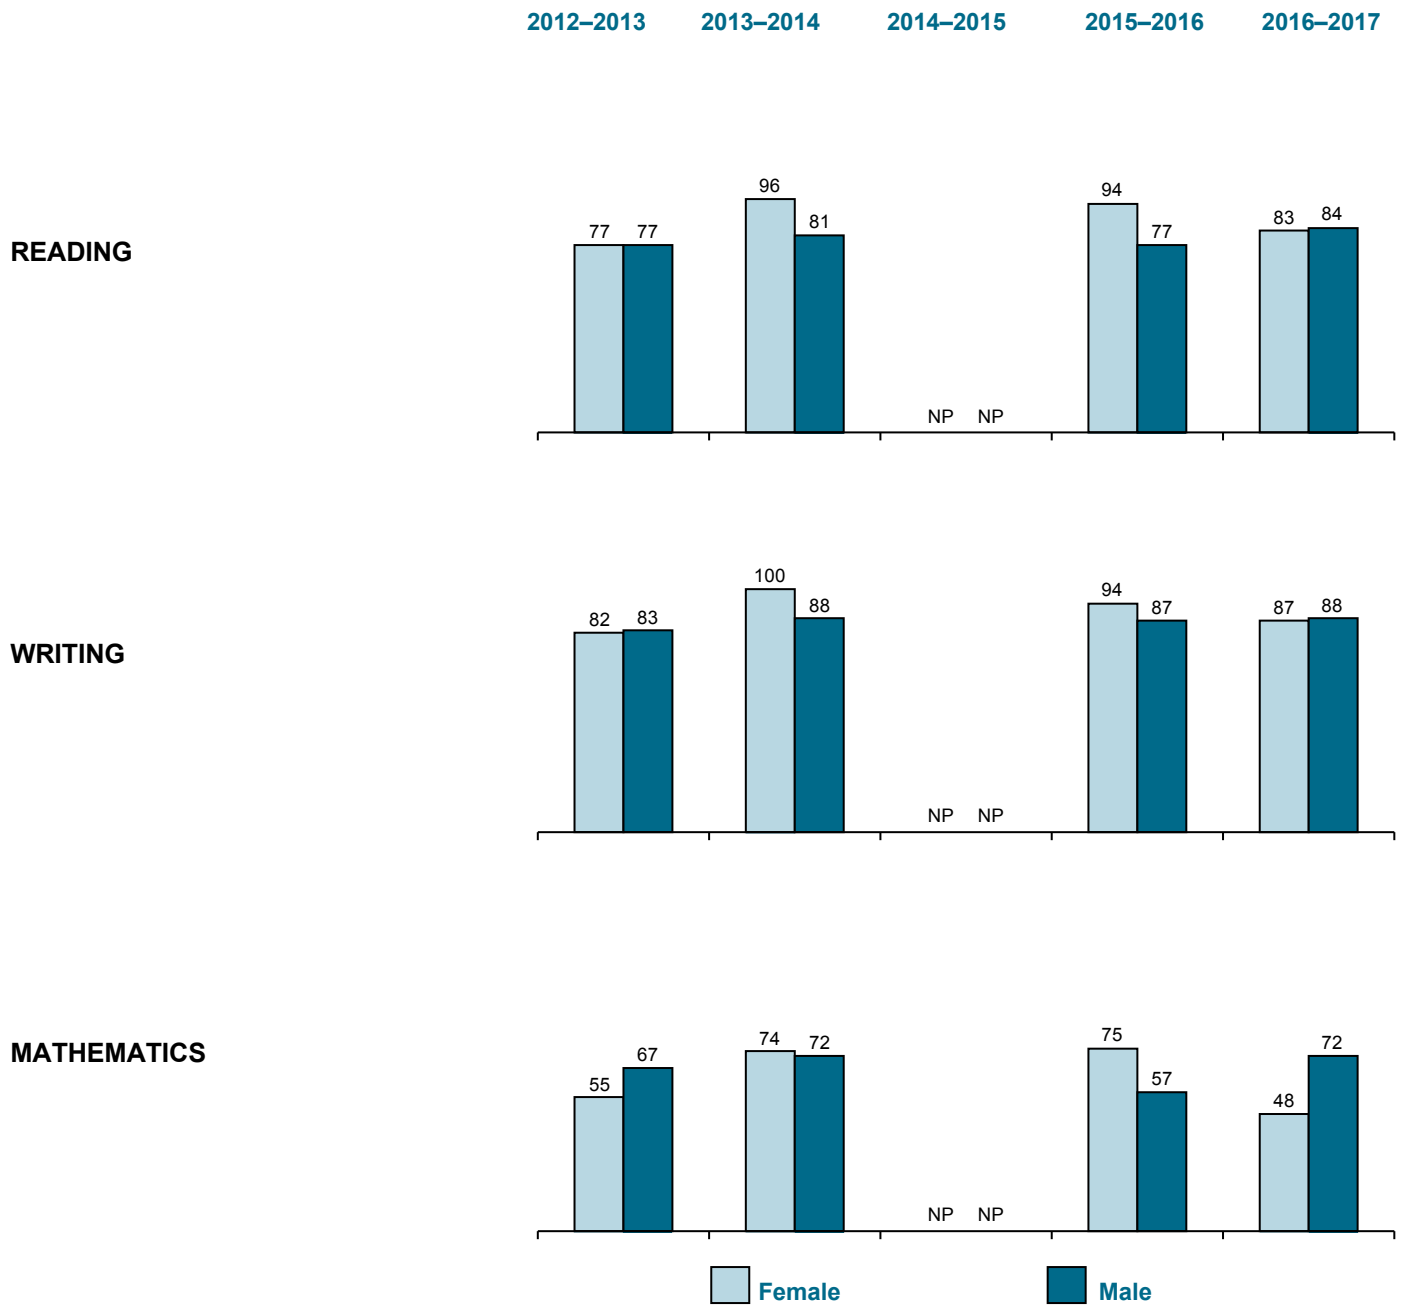 2012–2013 2013–2014 2014–2015 2015–2016 2016–2017
READING
77 77 96 81 NP NP 94 77 83 84
WRITING
82 83 100 88 NP NP 94 87 87 88
MATHEMATICS
55 67 74 72 NP NP 75 57 48 72
Female Male